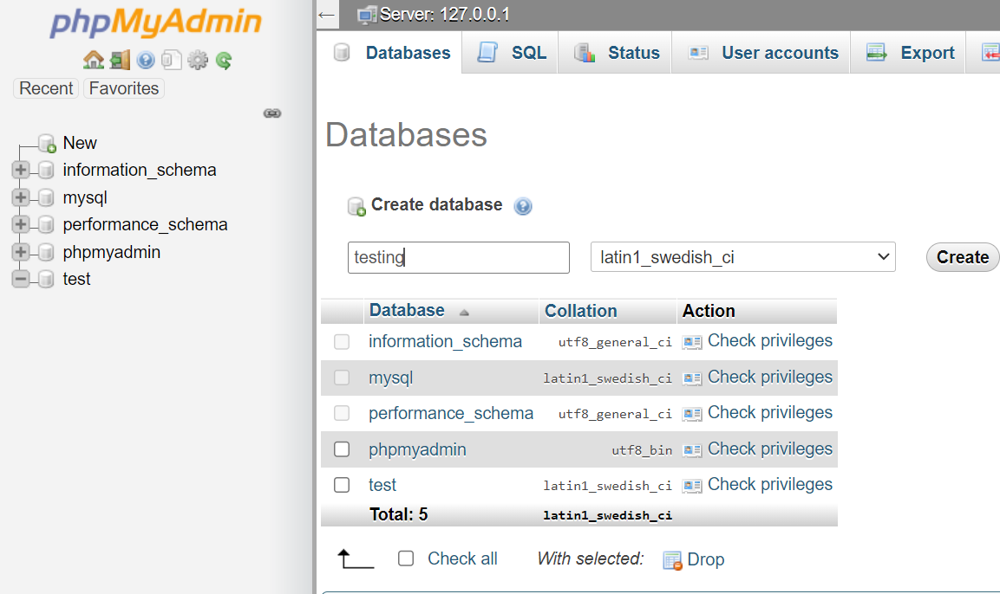 phpMyAdmin
Recent Favorites
New
information_schema
mysql
performance_schema
phpmyadmin
test
← Server: 127.0.0.1
Databases SQL Status User accounts Export
Databases
Create database
testing latin1_swedish_ci Create
Database Collation Action
information_schema utf8_general_ci Check privileges
mysql latin1_swedish_ci Check privileges
performance_schema utf8_general_ci Check privileges
phpmyadmin utf8_bin Check privileges
test latin1_swedish_ci Check privileges
Total: 5 latin1_swedish_ci
Check all With selected: Drop